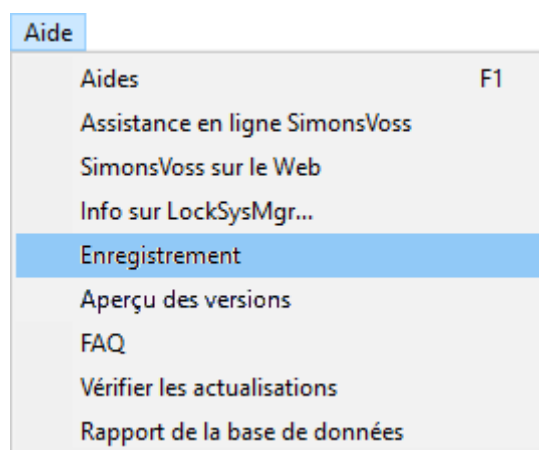 Aide
Aides F1
Assistance en ligne SimonsVoss
SimonsVoss sur le Web
Info sur LockSysMgr...
Enregistrement
Aperçu des versions
FAQ
Vérifier les actualisations
Rapport de la base de données